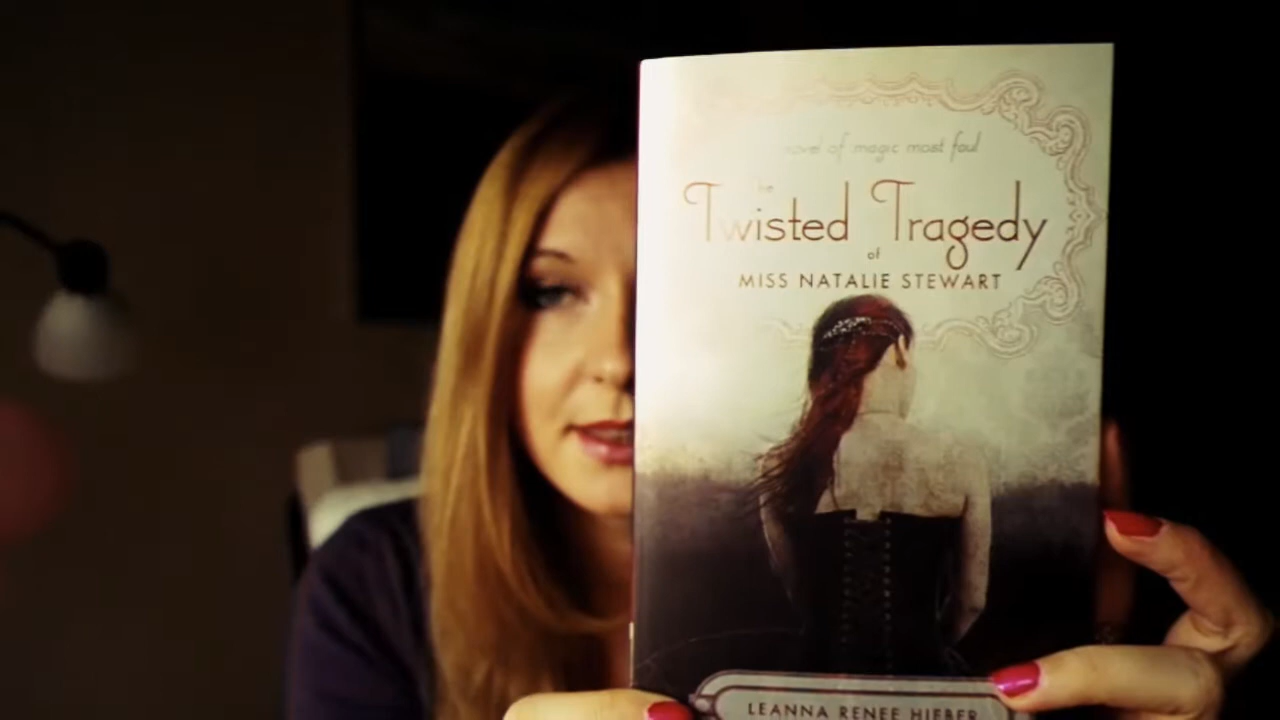 novel of magic most foul
The
Twisted Tragedy
of
MISS NATALIE STEWART
LEANNA RENEE HIEBER